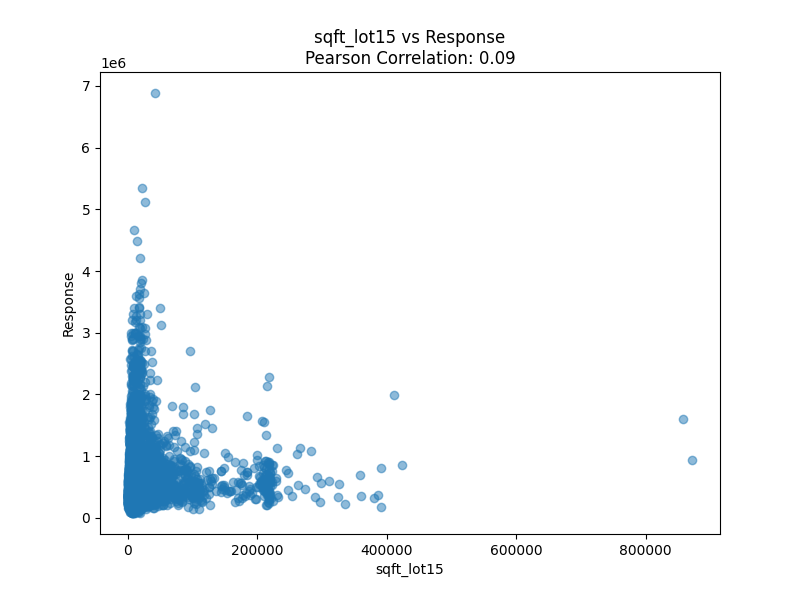 sqft_lot15 vs Response
Pearson Correlation: 0.09
1e6
7
6
5
4
3
2
1
0
Response
0 200000 400000 600000 800000
sqft_lot15